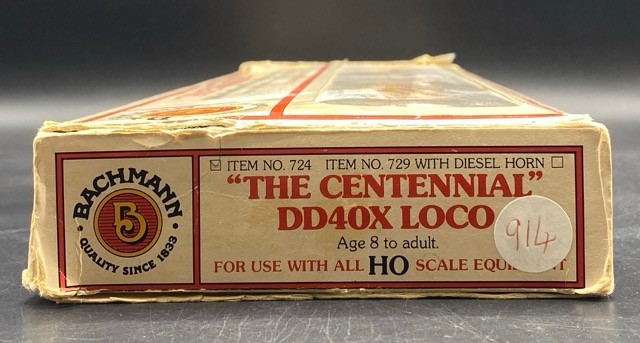 BACHMANN
B
QUALITY SINCE 1833
ITEM NO. 724 ITEM NO. 729 WITH DIESEL HORN
"THE CENTENNIAL"
DD40X LOCO
914
Age 8 to adult.
FOR USE WITH ALL HO SCALE